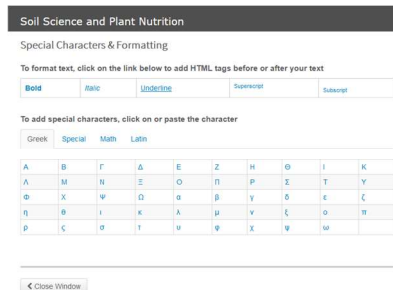 Soil Science and Plant Nutrition
Special Characters & Formatting
To format text, click on the link below to add HTML tags before or after your text
Bold Italic Underline Superscript Subscript
To add special characters, click on or paste the character
Greek Special Math Latin
Α Β Γ Δ Ε Ζ Η Θ Ι Κ
Λ Μ Ν Ξ Ο Π Ρ Σ Τ Υ
Φ Χ Ψ Ω α β γ δ ε ζ
η θ ι κ λ μ ν ξ ο π
ρ ς σ τ υ φ χ ψ ω
Close Window